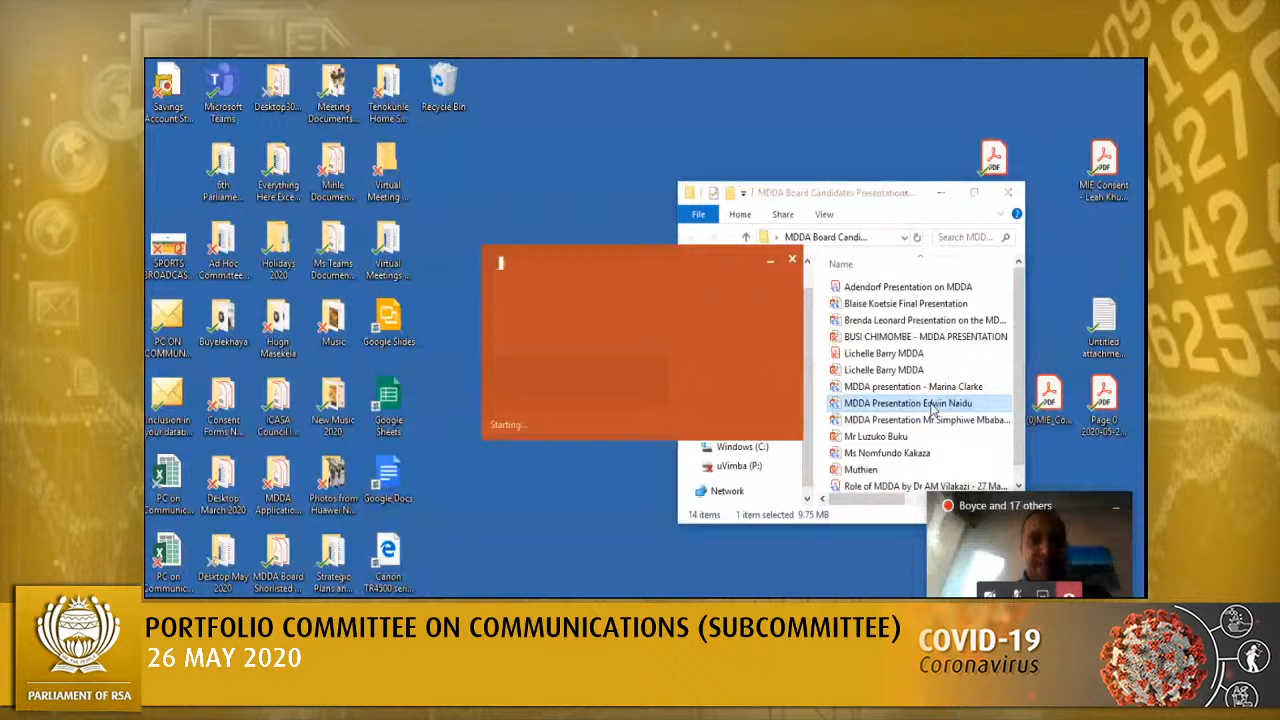 Savings
Account St...
Microsoft
Teams
Desktop30...
Meeting
Documents...
Tenokuhle
Home S...
Recycle Bin
6th
Parliame...
Everything
Here Exce...
Mihle
Documen...
Virtual
Meeting ...
PDF
PDF
MIE Consent
- Leah Khu...
MDDA Board Candidates Presentations...
File
Home
Share
View
MDDA Board Candi...
Search MDD...
SPORTS
BROADCAS...
Ad Hoc
Committee...
Holidays
2020
Ms Teams
Documen...
Virtual
Meetings ...
Starting...
Name
Adendorf Presentation on MDDA
Blaise Koetsie Final Presentation
Brenda Leonard Presentation on the MD...
BUSI CHIMOMBE - MDDA PRESENTATION
Lichelle Barry MDDA
Lichelle Barry MDDA
MDDA presentation - Marina Clarke
MDDA Presentation Edwin Naidu
MDDA Presentation Mr Simphiwe Mbaba...
Mr Luzuko Buku
Ms Nomfundo Kakaza
Muthien
Role of MDDA by Dr AM Vilakazi - 27 Ma...
Windows (C:)
uVimba (P:)
Network
14 items
1 item selected 9.75 MB
PC ON
COMMUN...
Buyelekhaya
Hugh
Masekela
Music
Google Slides
Untitled
attachme...
Inclusion in
your datab...
Consent
Forms N...
ICASA
Council I...
New Music
2020
Google
Sheets
PDF
PDF
(0)MIE_Co...
Page 0
2020-05-2...
PC on
Communic...
Desktop
March 2020
MDDA
Applicatio...
Photos from
Huawei N...
Google Docs
PC on
Communic...
Desktop May
2020
MDDA Board
Shortlisted ...
Strategic
Plans an...
Canon
TR4500 seri...
Boyce and 17 others
PORTFOLIO COMMITTEE ON COMMUNICATIONS (SUBCOMMITTEE)
26 MAY 2020
PARLIAMENT OF RSA
COVID-19
Coronavirus